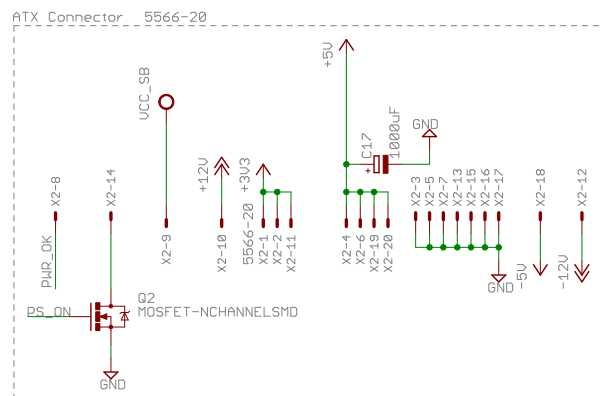 ATX Connector 5566-20
+5V
VCC_SB
C17
1000uF
GND
X2-8
X2-14
+12V
+3V3
X2-3
X2-5
X2-7
X2-13
X2-15
X2-16
X2-17
X2-18
X2-12
5566-20
PWR_OK
X2-9
X2-10
X2-1
X2-2
X2-11
X2-4
X2-6
X2-19
X2-20
GND
-5V
-12V
PS_ON
Q2
MOSFET-NCHANNELSMD
GND
+